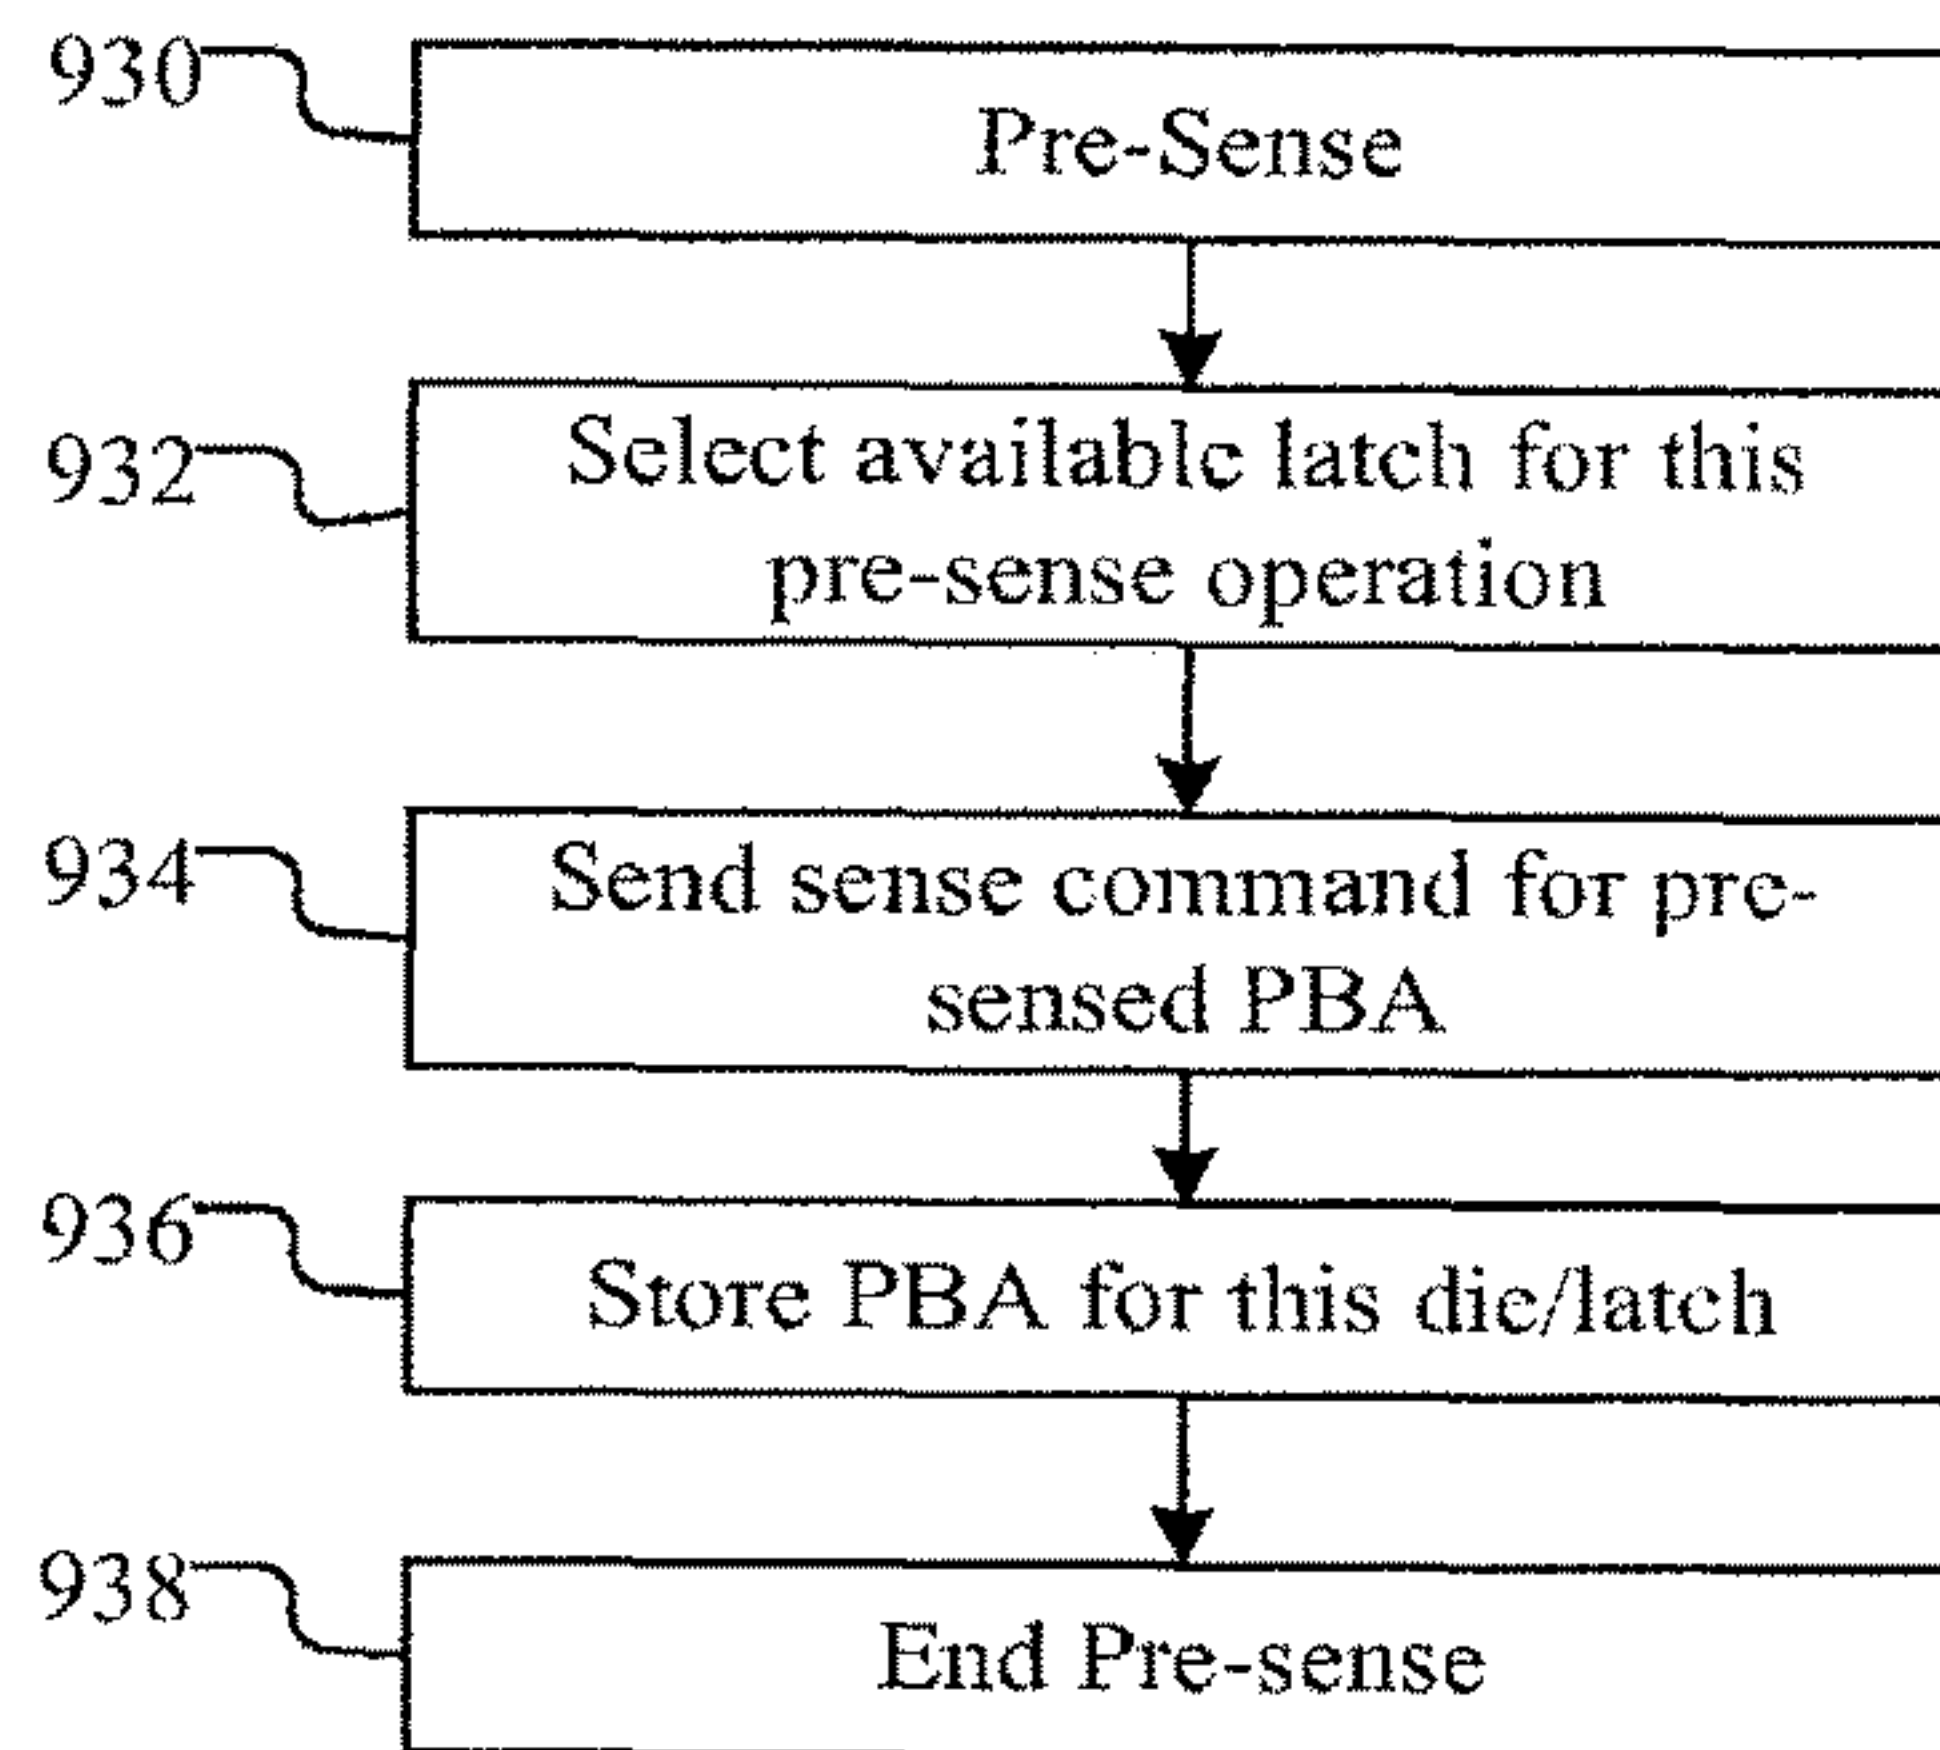 930
Pre-Sense
932
Select available latch for this
pre-sense operation
934
Send sense command for pre-
sensed PBA
936
Store PBA for this die/latch
938
End Pre-sense